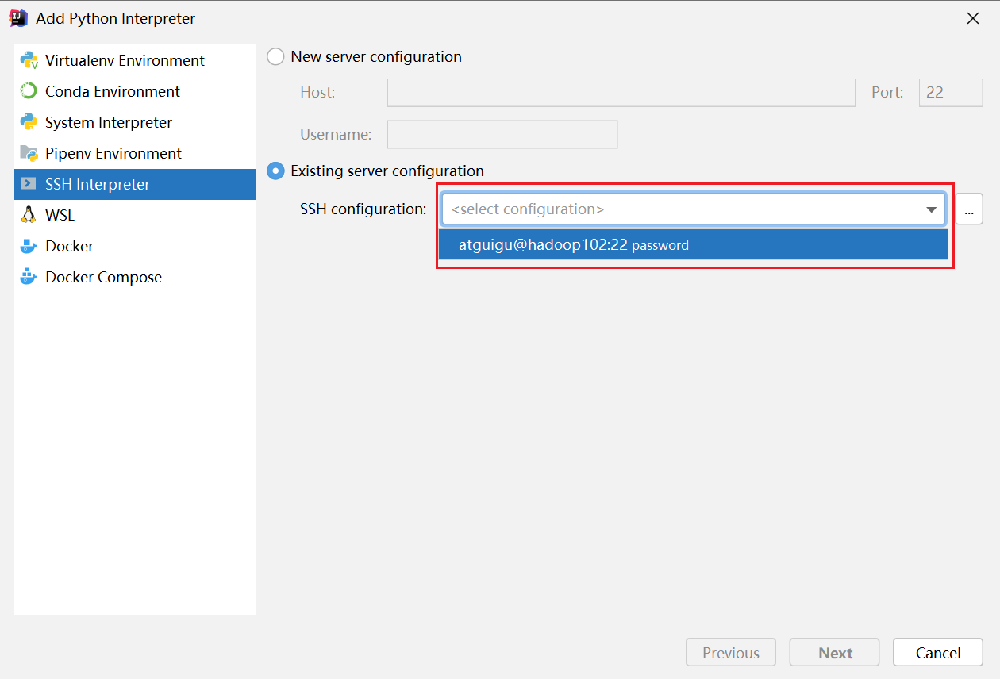 Add Python Interpreter
Virtualenv Environment
Conda Environment
System Interpreter
Pipenv Environment
SSH Interpreter
WSL
Docker
Docker Compose
New server configuration
Host:
Port: 22
Username:
Existing server configuration
SSH configuration: <select configuration> ...
atguigu@hadoop102:22 password
Previous Next Cancel